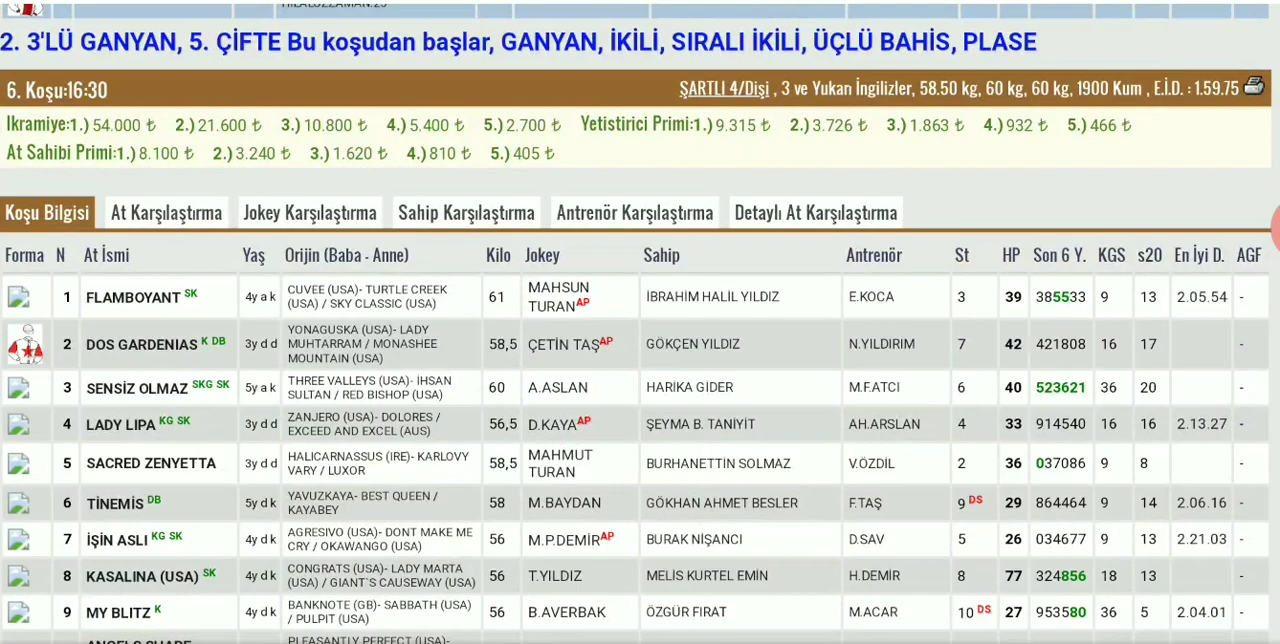 2. 3'LÜ GANYAN, 5. ÇİFTE Bu koşudan başlar, GANYAN, İKİLİ, SIRALI İKİLİ, ÜÇLÜ BAHİS, PLASE
6. Koşu:16:30 ŞARTLI 4/Dişi , 3 ve Yukarı İngilizler, 58.50 kg, 60 kg, 60 kg, 1900 Kum , E.İ.D. : 1.59.75
Ikramiye:1.) 54.000 ₺ 2.) 21.600 ₺ 3.) 10.800 ₺ 4.) 5.400 ₺ 5.) 2.700 ₺ Yetistirici Primi:1.) 9.315 ₺ 2.) 3.726 ₺ 3.) 1.863 ₺ 4.) 932 ₺ 5.) 466 ₺
At Sahibi Primi:1.) 8.100 ₺ 2.) 3.240 ₺ 3.) 1.620 ₺ 4.) 810 ₺ 5.) 405 ₺
Koşu Bilgisi At Karşılaştırma Jokey Karşılaştırma Sahip Karşılaştırma Antrenör Karşılaştırma Detaylı At Karşılaştırma
Forma N At İsmi Yaş Orijin (Baba - Anne) Kilo Jokey Sahip Antrenör St HP Son 6 Y. KGS s20 En İyi D. AGF
1 FLAMBOYANT SK 4y a k CUVEE (USA)- TURTLE CREEK (USA) / SKY CLASSIC (USA) 61 MAHSUN TURAN AP İBRAHİM HALİL YILDIZ E.KOCA 3 39 385533 9 13 2.05.54 -
2 DOS GARDENIAS K DB 3y d d YONAGUSKA (USA)- LADY MUHTARRAM / MONASHEE MOUNTAIN (USA) 58,5 ÇETİN TAŞ AP GÖKÇEN YILDIZ N.YILDIRIM 7 42 421808 16 17 -
3 SENSİZ OLMAZ SKG SK 5y a k THREE VALLEYS (USA)- İHSAN SULTAN / RED BISHOP (USA) 60 A.ASLAN HARİKA GİDER M.F.ATCI 6 40 523621 36 20 -
4 LADY LIPA KG SK 3y d d ZANJERO (USA)- DOLORES / EXCEED AND EXCEL (AUS) 56,5 D.KAYA AP ŞEYMA B. TANİYİT AH.ARSLAN 4 33 914540 16 16 2.13.27 -
5 SACRED ZENYETTA 3y d d HALICARNASSUS (IRE)- KARLOVY VARY / LUXOR 58,5 MAHMUT TURAN BURHANETTİN SOLMAZ V.ÖZDİL 2 36 037086 9 8 -
6 TİNEMİS DB 5y d k YAVUZKAYA- BEST QUEEN / KAYABEY 58 M.BAYDAN GÖKHAN AHMET BESLER F.TAŞ 9 DS 29 864464 9 14 2.06.16 -
7 İŞİN ASLI KG SK 4y d k AGRESIVO (USA)- DONT MAKE ME CRY / OKAWANGO (USA) 56 M.P.DEMİR AP BURAK NİŞANCI D.SAV 5 26 034677 9 13 2.21.03 -
8 KASALINA (USA) SK 4y d k CONGRATS (USA)- LADY MARTA (USA) / GIANT`S CAUSEWAY (USA) 56 T.YILDIZ MELİS KURTEL EMİN H.DEMİR 8 77 324856 18 13 -
9 MY BLITZ K 4y d k BANKNOTE (GB)- SABBATH (USA) / PULPIT (USA) 56 B.AVERBAK ÖZGÜR FIRAT M.ACAR 10 DS 27 953580 36 5 2.04.01 -
PLEASANTLY PERFECT (USA)-